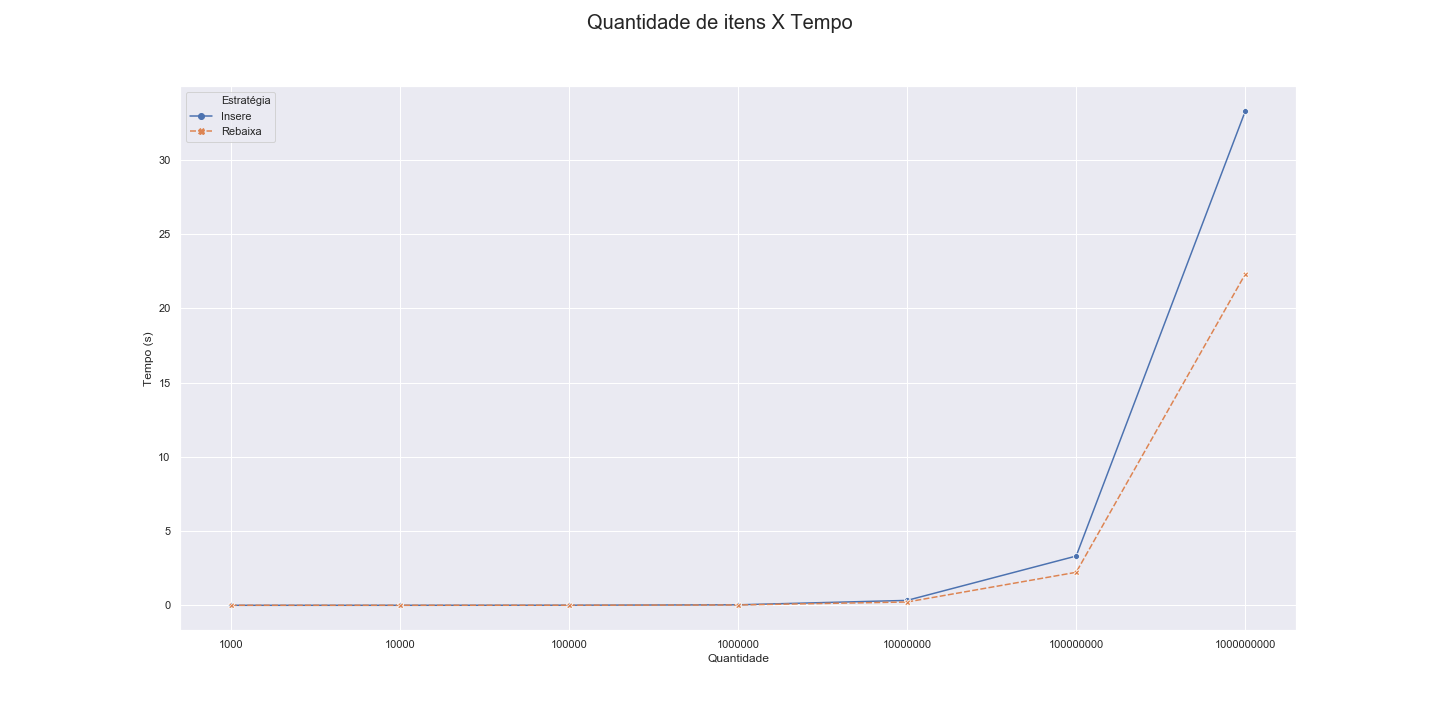 Quantidade de itens X Tempo
Estratégia
Insere
Rebaixa
30
25
20
15
10
5
0
Tempo (s)
1000 10000 100000 1000000 10000000 100000000 1000000000
Quantidade